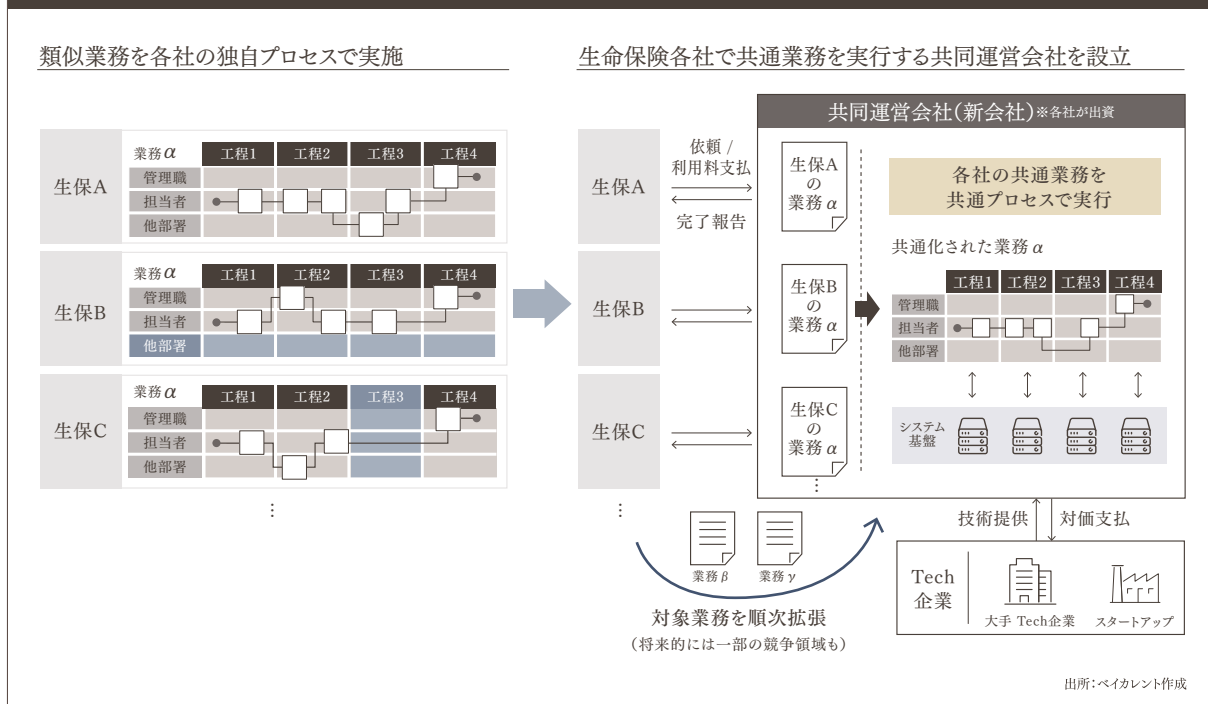 類似業務を各社の独自プロセスで実施
生保A
業務α
工程1
工程2
工程3
工程4
管理職
担当者
他部署
生保B
業務α
工程1
工程2
工程3
工程4
管理職
担当者
他部署
生保C
業務α
工程1
工程2
工程3
工程4
管理職
担当者
他部署
⋮
生命保険各社で共通業務を実行する共同運営会社を設立
生保A
生保B
生保C
⋮
依頼 /
利用料支払
完了報告
共同運営会社(新会社)※各社が出資
生保A
の
業務α
生保B
の
業務α
生保C
の
業務α
⋮
各社の共通業務を
共通プロセスで実行
共通化された業務α
工程1
工程2
工程3
工程4
管理職
担当者
他部署
システム
基盤
業務β
業務γ
対象業務を順次拡張
(将来的には一部の競争領域も)
技術提供
対価支払
Tech
企業
大手 Tech企業
スタートアップ
出所:ベイカレント作成